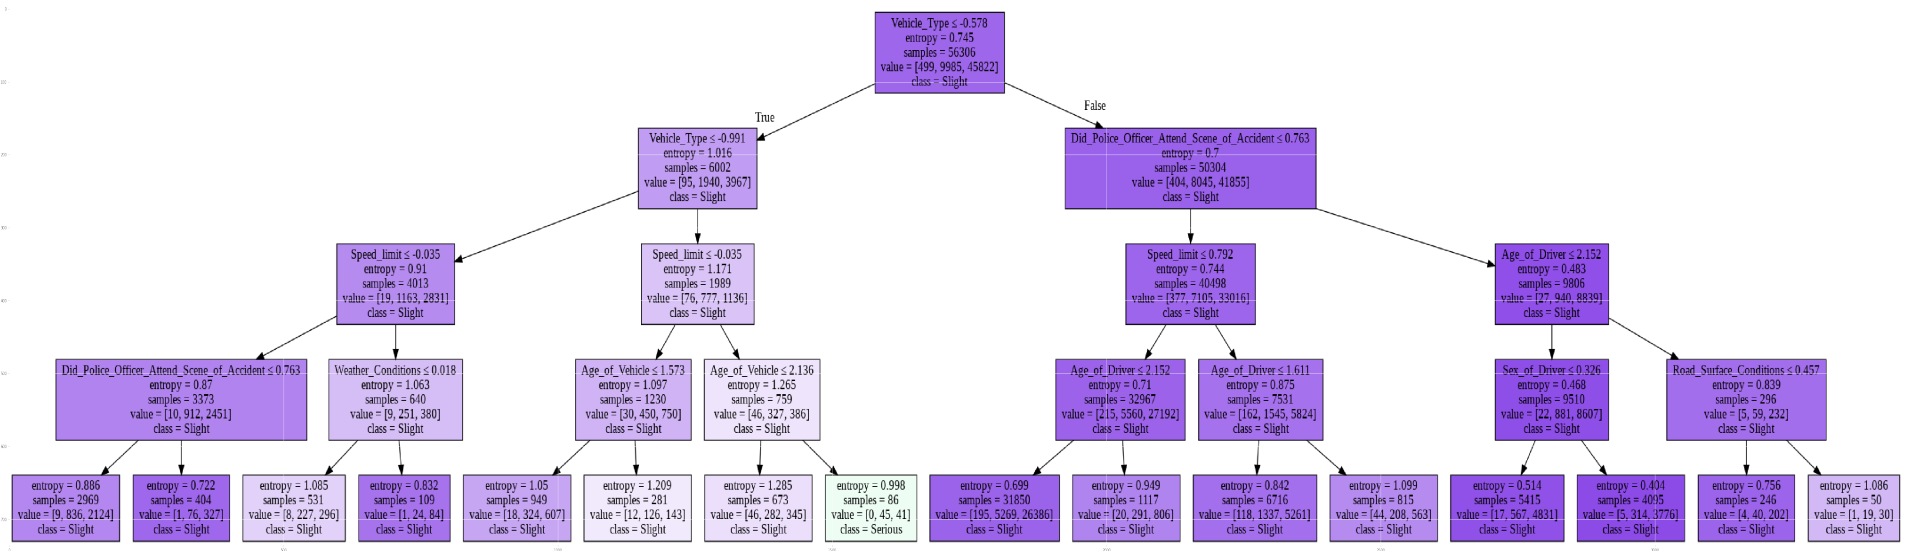 Vehicle_Type ≤ -0.578
entropy = 0.745
samples = 56306
value = [499, 9985, 45822]
class = Slight
True
False
Vehicle_Type ≤ -0.991
entropy = 1.016
samples = 6002
value = [95, 1940, 3967]
class = Slight
Did_Police_Officer_Attend_Scene_of_Accident ≤ 0.763
entropy = 0.7
samples = 50304
value = [404, 8045, 41855]
class = Slight
Speed_limit ≤ -0.035
entropy = 0.91
samples = 4013
value = [19, 1163, 2831]
class = Slight
Speed_limit ≤ -0.035
entropy = 1.171
samples = 1989
value = [76, 777, 1136]
class = Slight
Speed_limit ≤ 0.792
entropy = 0.744
samples = 40498
value = [377, 7105, 33016]
class = Slight
Age_of_Driver ≤ 2.152
entropy = 0.483
samples = 9806
value = [27, 940, 8839]
class = Slight
Did_Police_Officer_Attend_Scene_of_Accident ≤ 0.763
entropy = 0.87
samples = 3373
value = [10, 912, 2451]
class = Slight
Weather_Conditions ≤ 0.018
entropy = 1.063
samples = 640
value = [9, 251, 380]
class = Slight
Age_of_Vehicle ≤ 1.573
entropy = 1.097
samples = 1230
value = [30, 450, 750]
class = Slight
Age_of_Vehicle ≤ 2.136
entropy = 1.265
samples = 759
value = [46, 327, 386]
class = Slight
Age_of_Driver ≤ 2.152
entropy = 0.71
samples = 32967
value = [215, 5560, 27192]
class = Slight
Age_of_Driver ≤ 1.611
entropy = 0.875
samples = 7531
value = [162, 1545, 5824]
class = Slight
Sex_of_Driver ≤ 0.326
entropy = 0.468
samples = 9510
value = [22, 881, 8607]
class = Slight
Road_Surface_Conditions ≤ 0.457
entropy = 0.839
samples = 296
value = [5, 59, 232]
class = Slight
entropy = 0.886
samples = 2969
value = [9, 836, 2124]
class = Slight
entropy = 0.722
samples = 404
value = [1, 76, 327]
class = Slight
entropy = 1.085
samples = 531
value = [8, 227, 296]
class = Slight
entropy = 0.832
samples = 109
value = [1, 24, 84]
class = Slight
entropy = 1.05
samples = 949
value = [18, 324, 607]
class = Slight
entropy = 1.209
samples = 281
value = [12, 126, 143]
class = Slight
entropy = 1.285
samples = 673
value = [46, 282, 345]
class = Slight
entropy = 0.998
samples = 86
value = [0, 45, 41]
class = Serious
entropy = 0.699
samples = 31850
value = [195, 5269, 26386]
class = Slight
entropy = 0.949
samples = 1117
value = [20, 291, 806]
class = Slight
entropy = 0.842
samples = 6716
value = [118, 1337, 5261]
class = Slight
entropy = 1.099
samples = 815
value = [44, 208, 563]
class = Slight
entropy = 0.514
samples = 5415
value = [17, 567, 4831]
class = Slight
entropy = 0.404
samples = 4095
value = [5, 314, 3776]
class = Slight
entropy = 0.756
samples = 246
value = [4, 40, 202]
class = Slight
entropy = 1.086
samples = 50
value = [1, 19, 30]
class = Slight